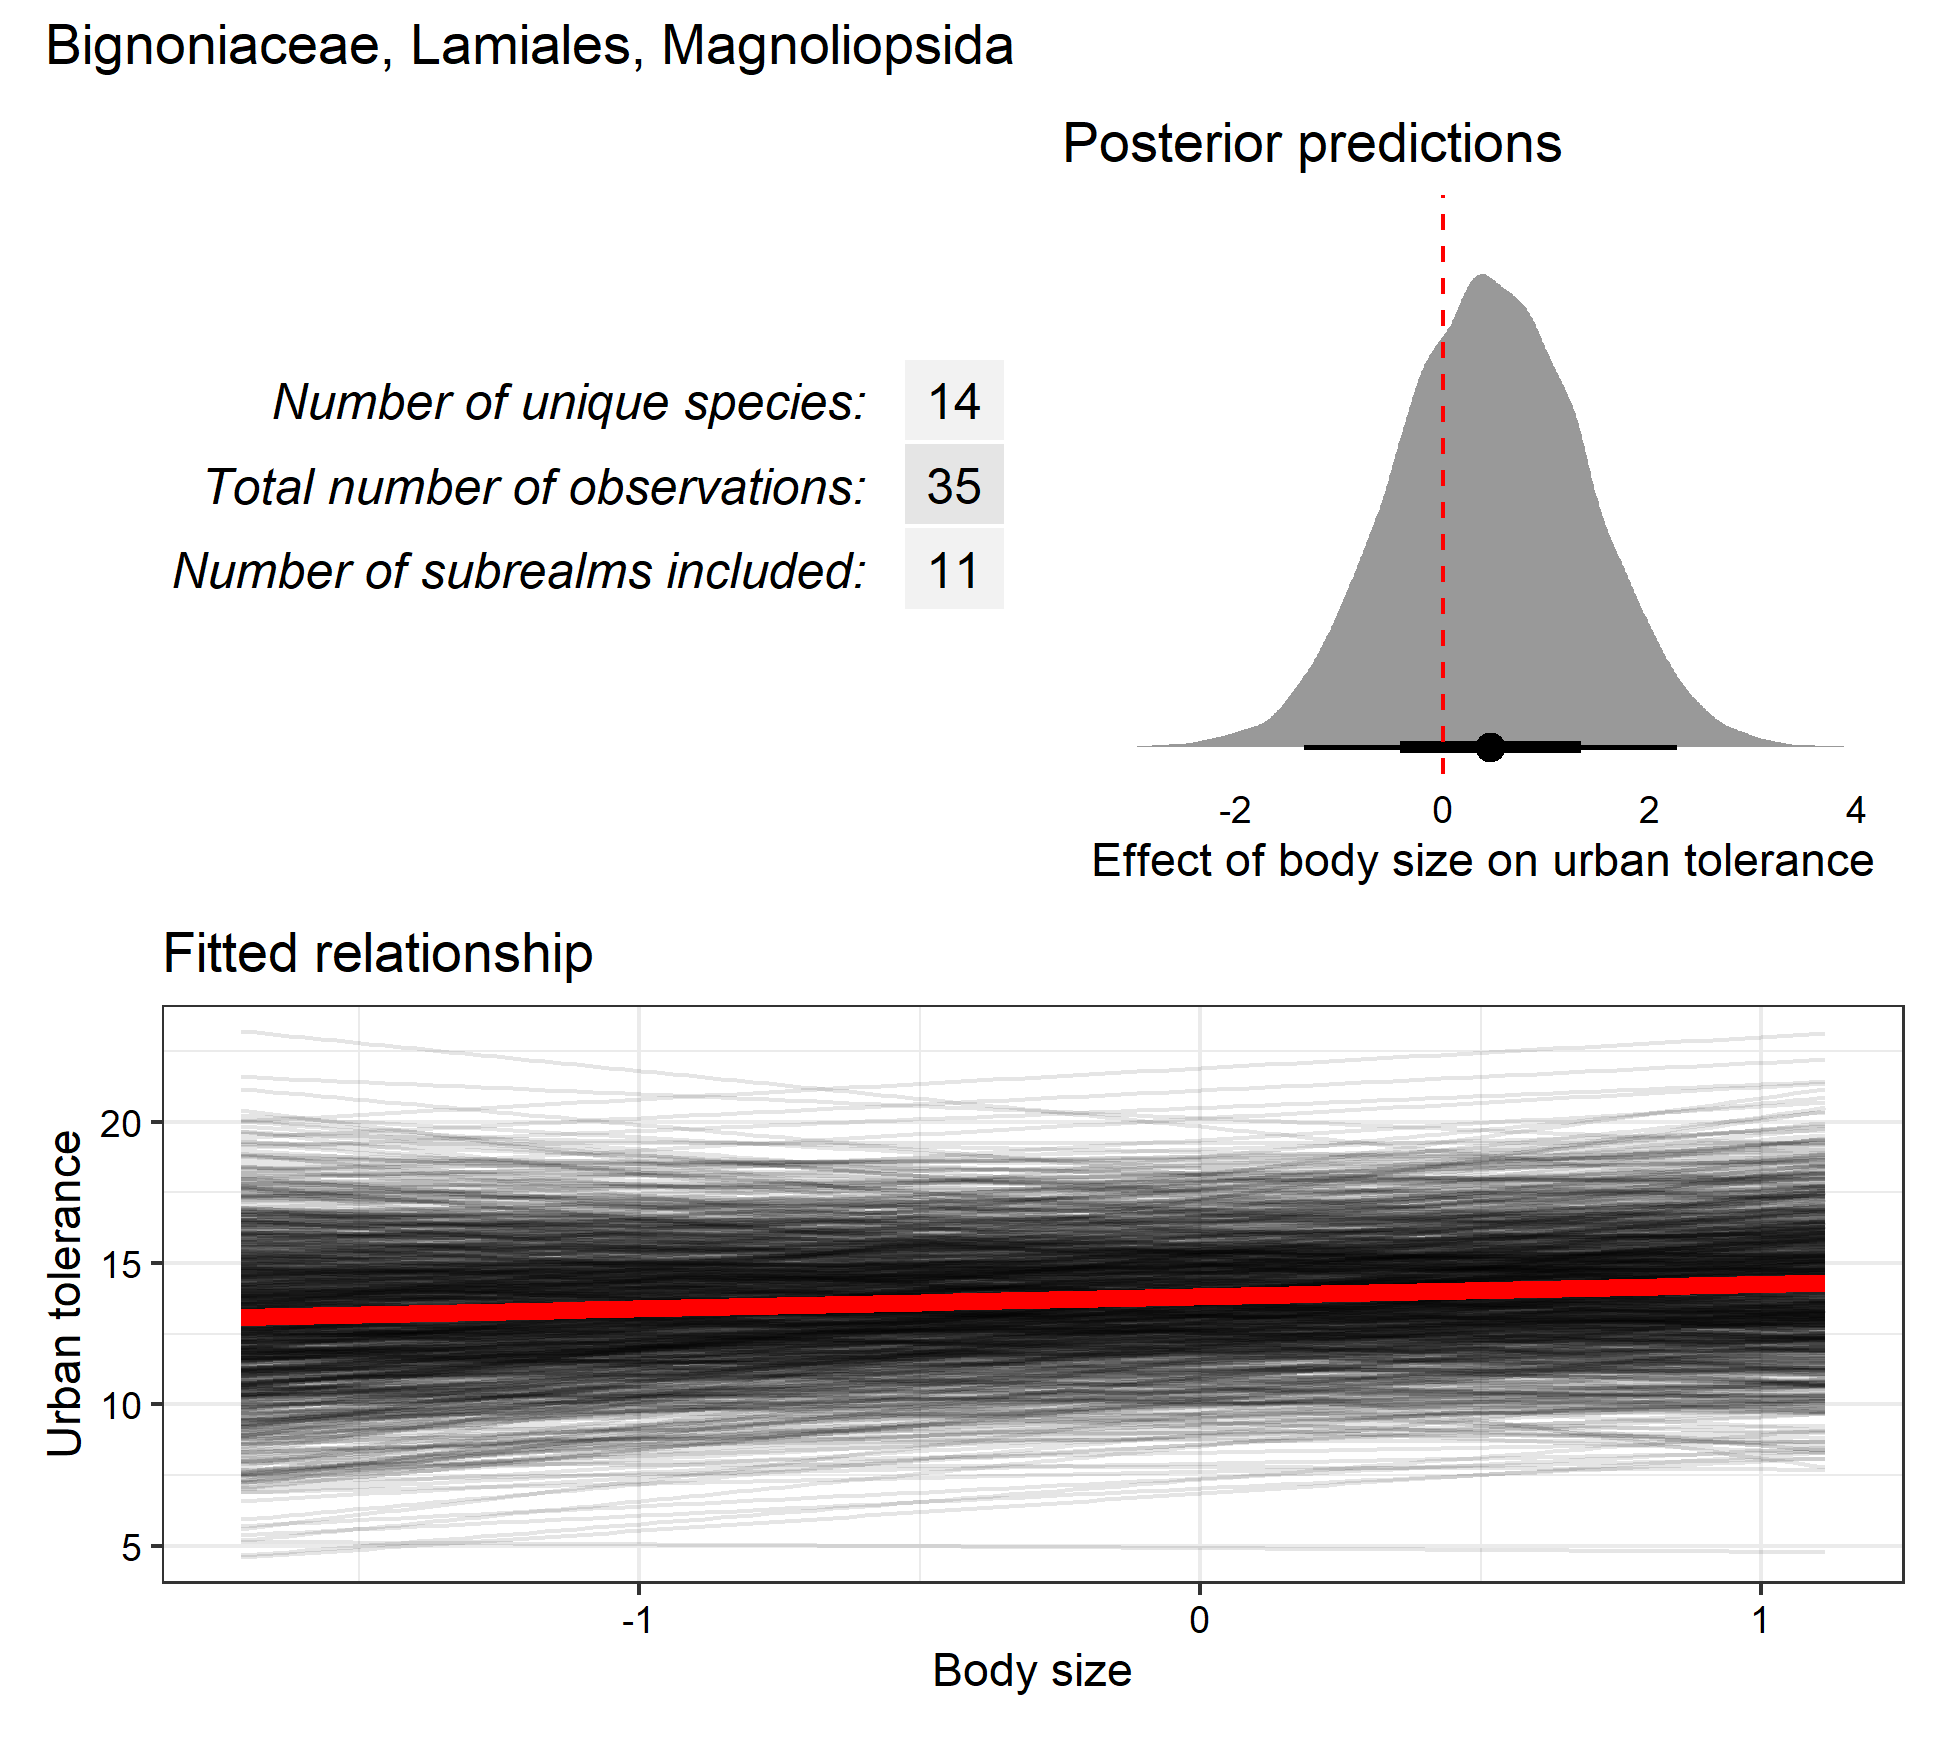 Bignoniaceae, Lamiales, Magnoliopsida
Posterior predictions
Number of unique species: 14
Total number of observations: 35
Number of subrealms included: 11
-2 0 2 4
Effect of body size on urban tolerance
Fitted relationship
Urban tolerance
20
15
10
5
-1 0 1
Body size